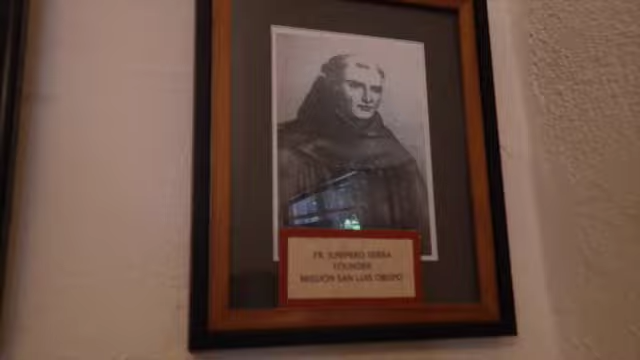 FR. JUNIPERO SERRA
FOUNDER
MISSION SAN LUIS OBISPO